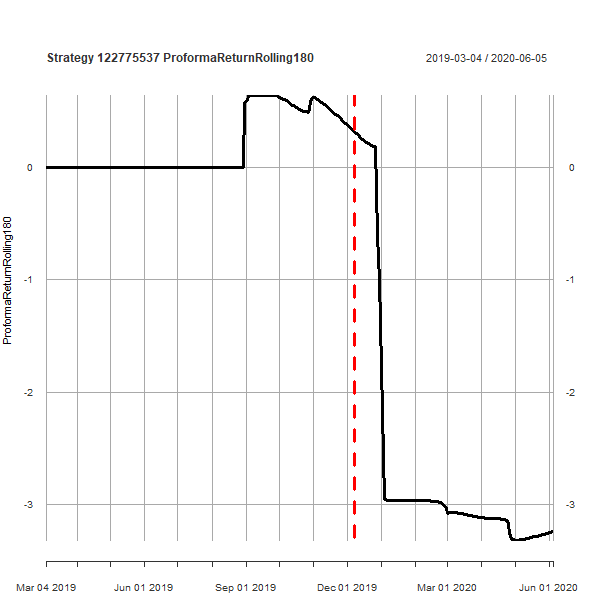 Strategy 122775537 ProformaReturnRolling180
2019-03-04 / 2020-06-05
ProformaReturnRolling180
0
0
-1
-1
-2
-2
-3
-3
Mar 04 2019
Jun 01 2019
Sep 01 2019
Dec 01 2019
Mar 01 2020
Jun 01 2020